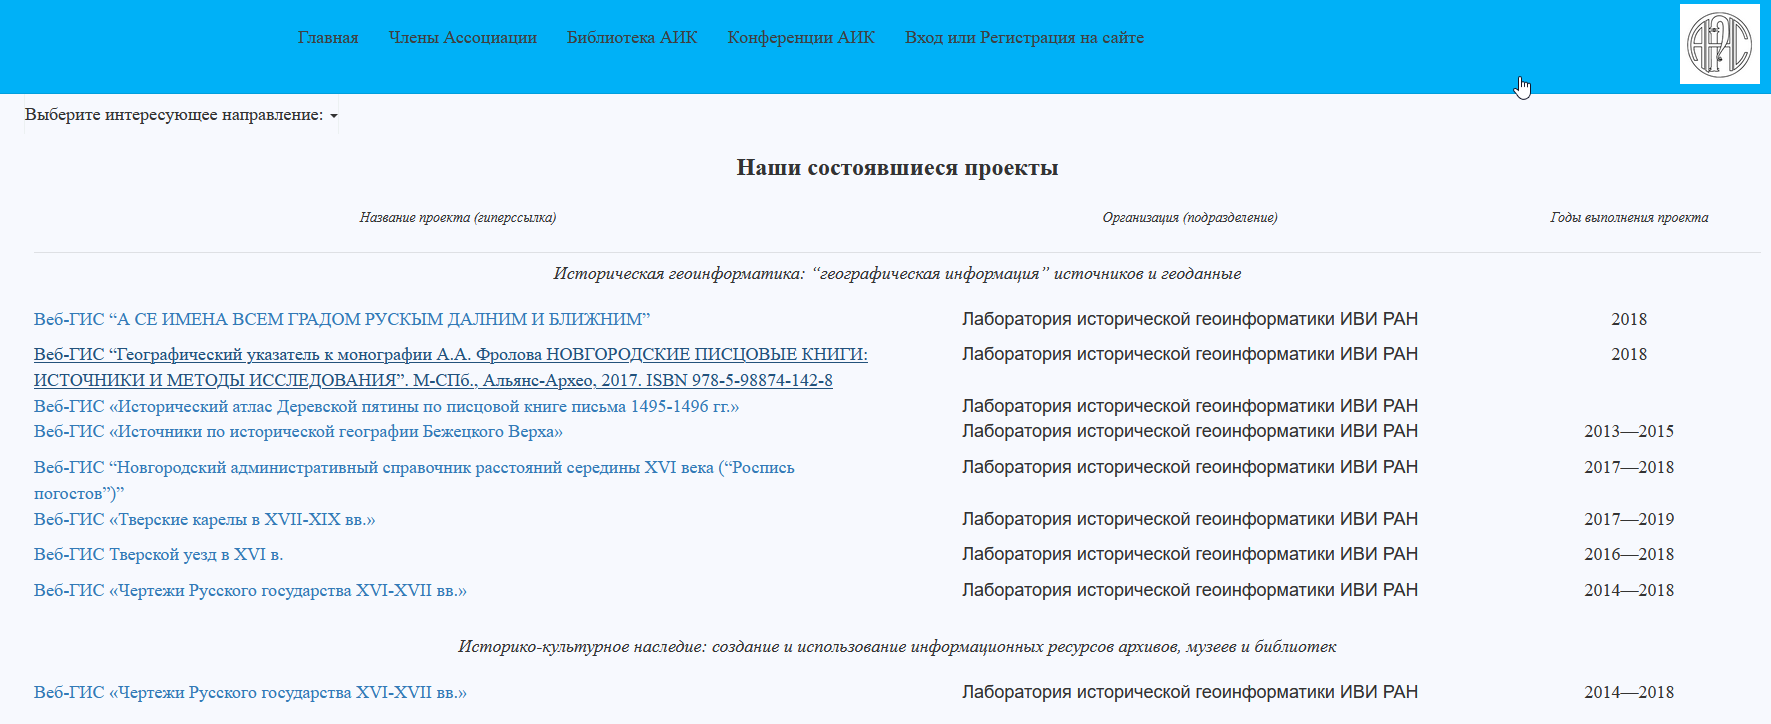 Главная Члены Ассоциации Библиотека АИК Конференции АИК Вход или Регистрация на сайте
Выберите интересующее направление:
Наши состоявшиеся проекты
Название проекта (гиперссылка) Организация (подразделение) Годы выполнения проекта
Историческая геоинформатика: “географическая информация” источников и геоданные
Веб-ГИС “А СЕ ИМЕНА ВСЕМ ГРАДОМ РУСКЫМ ДАЛНИМ И БЛИЖНИМ” Лаборатория исторической геоинформатики ИВИ РАН 2018
Веб-ГИС “Географический указатель к монографии А.А. Фролова НОВГОРОДСКИЕ ПИСЦОВЫЕ КНИГИ: Лаборатория исторической геоинформатики ИВИ РАН 2018
ИСТОЧНИКИ И МЕТОДЫ ИССЛЕДОВАНИЯ”. М-СПб., Альянс-Архео, 2017. ISBN 978-5-98874-142-8
Веб-ГИС «Исторический атлас Деревской пятины по писцовой книге письма 1495-1496 гг.» Лаборатория исторической геоинформатики ИВИ РАН
Веб-ГИС «Источники по исторической географии Бежецкого Верха» Лаборатория исторической геоинформатики ИВИ РАН 2013—2015
Веб-ГИС “Новгородский административный справочник расстояний середины XVI века (“Роспись Лаборатория исторической геоинформатики ИВИ РАН 2017—2018
погостов”)”
Веб-ГИС «Тверские карелы в XVII-XIX вв.» Лаборатория исторической геоинформатики ИВИ РАН 2017—2019
Веб-ГИС Тверской уезд в XVI в. Лаборатория исторической геоинформатики ИВИ РАН 2016—2018
Веб-ГИС «Чертежи Русского государства XVI-XVII вв.» Лаборатория исторической геоинформатики ИВИ РАН 2014—2018
Историко-культурное наследие: создание и использование информационных ресурсов архивов, музеев и библиотек
Веб-ГИС «Чертежи Русского государства XVI-XVII вв.» Лаборатория исторической геоинформатики ИВИ РАН 2014—2018